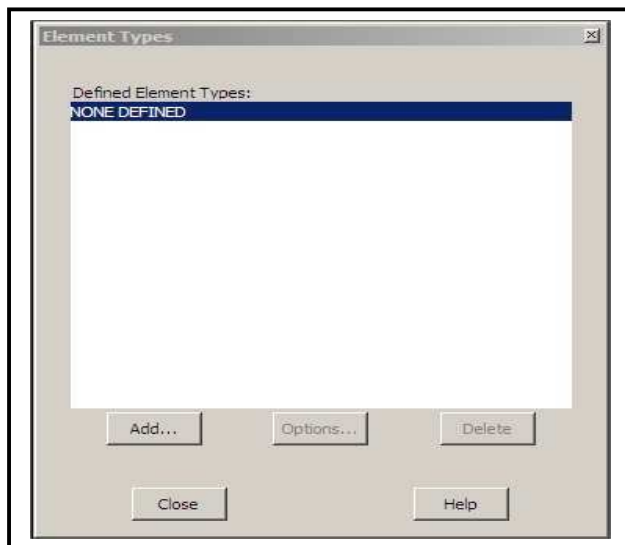 Element Types
Defined Element Types:
NONE DEFINED
Add... Options... Delete
Close Help